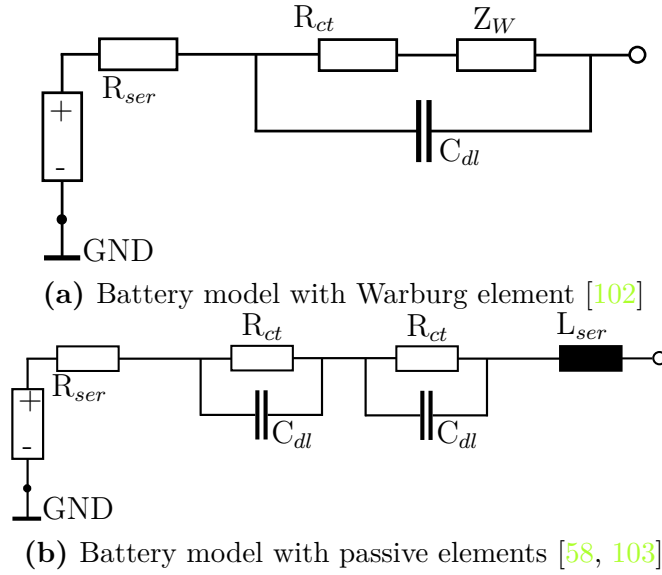 R_ct
Z_W
R_ser
+
-
C_dl
GND
(a) Battery model with Warburg element [102]
R_ct
R_ct
L_ser
R_ser
+
-
C_dl
C_dl
GND
(b) Battery model with passive elements [58, 103]